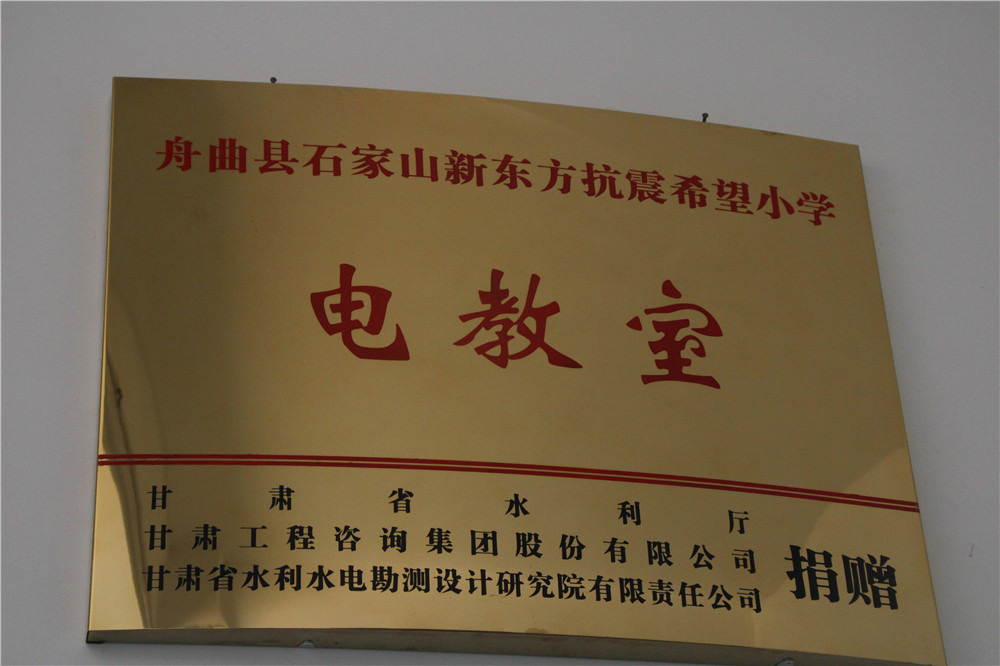 舟曲县石家山新东方抗震希望小学
电教室
甘肃省水利厅
甘肃工程咨询集团股份有限公司
甘肃省水利水电勘测设计研究院有限责任公司
捐赠